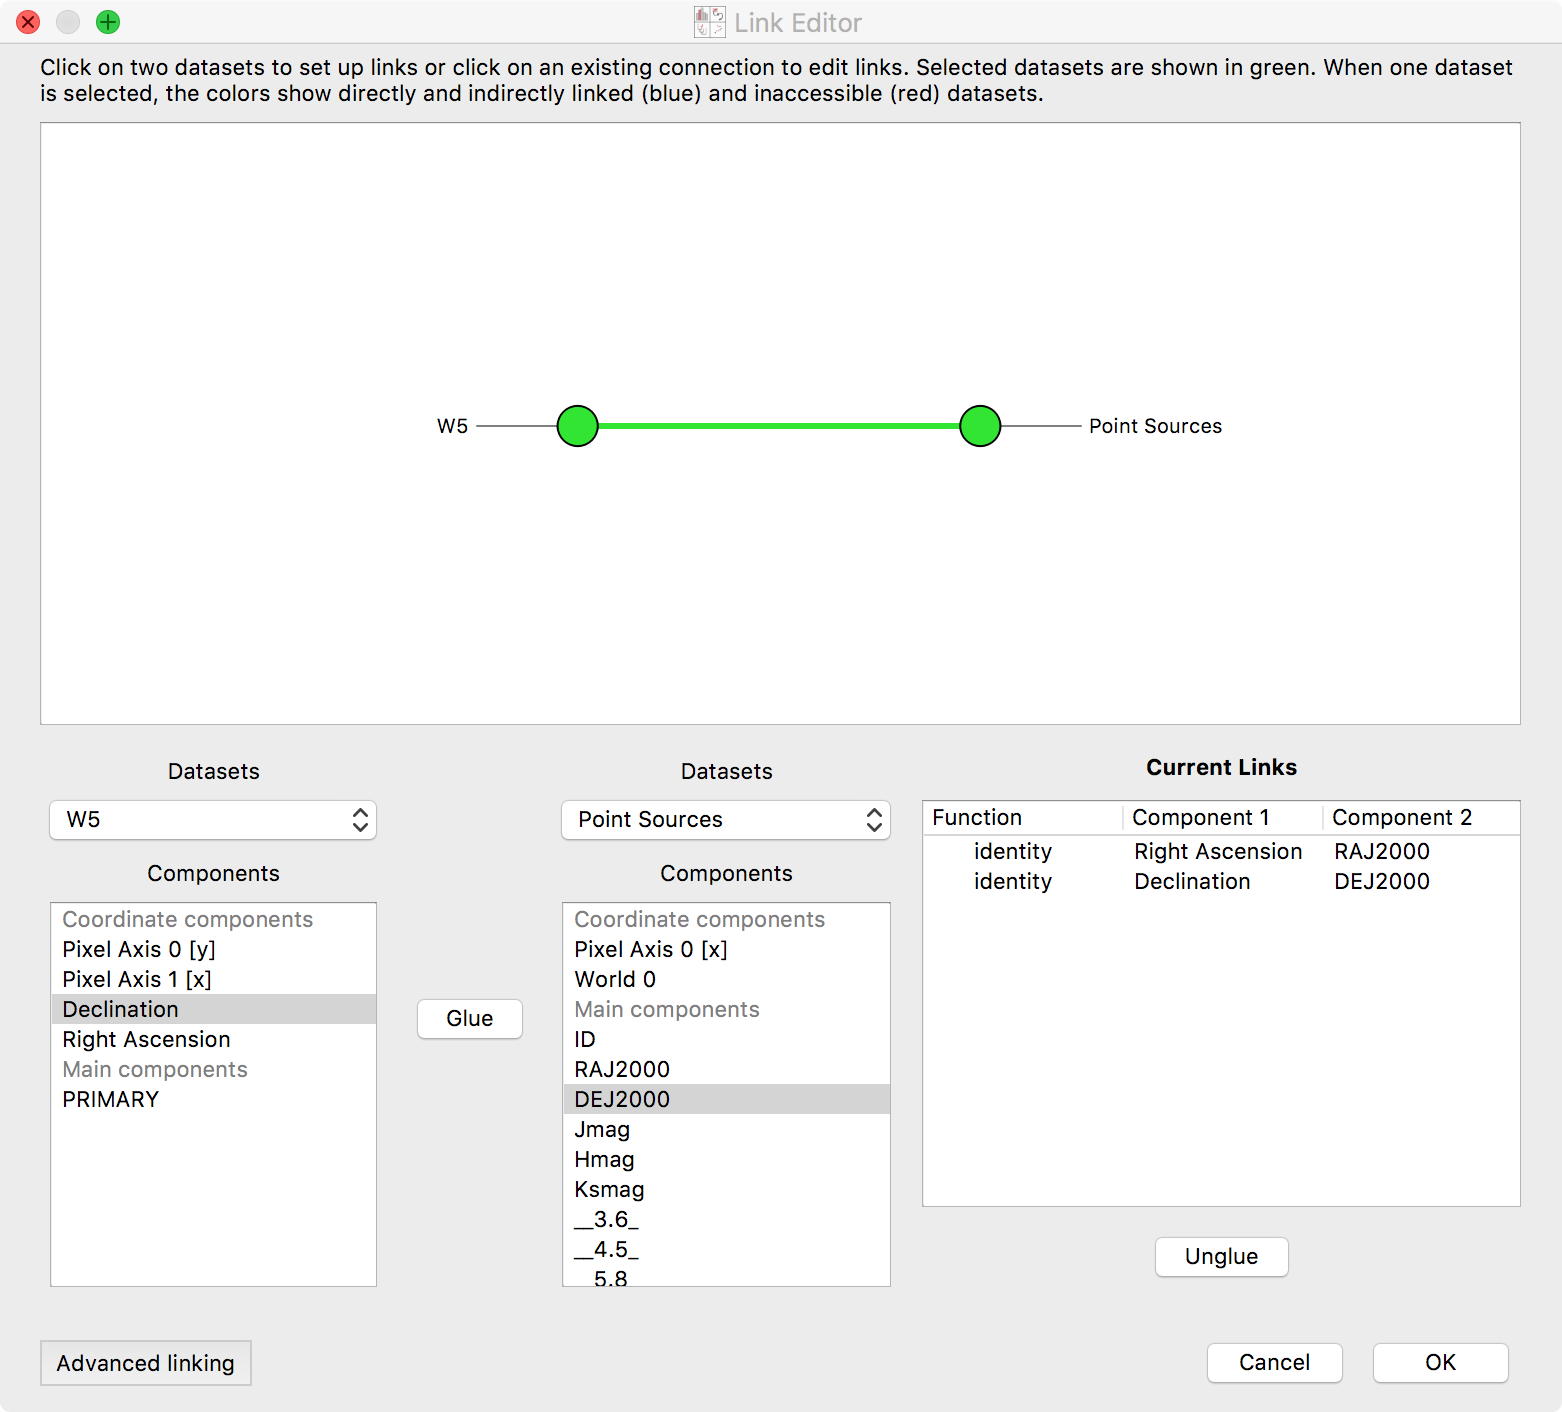 Link Editor
Click on two datasets to set up links or click on an existing connection to edit links. Selected datasets are shown in green. When one dataset
is selected, the colors show directly and indirectly linked (blue) and inaccessible (red) datasets.
W5
Point Sources
Datasets
W5
Components
Coordinate components
Pixel Axis 0 [y]
Pixel Axis 1 [x]
Declination
Right Ascension
Main components
PRIMARY
Glue
Datasets
Point Sources
Components
Coordinate components
Pixel Axis 0 [x]
World 0
Main components
ID
RAJ2000
DEJ2000
Jmag
Hmag
Ksmag
__3.6_
__4.5_
__5.8_
Current Links
Function Component 1 Component 2
identity Right Ascension RAJ2000
identity Declination DEJ2000
Unglue
Advanced linking
Cancel
OK